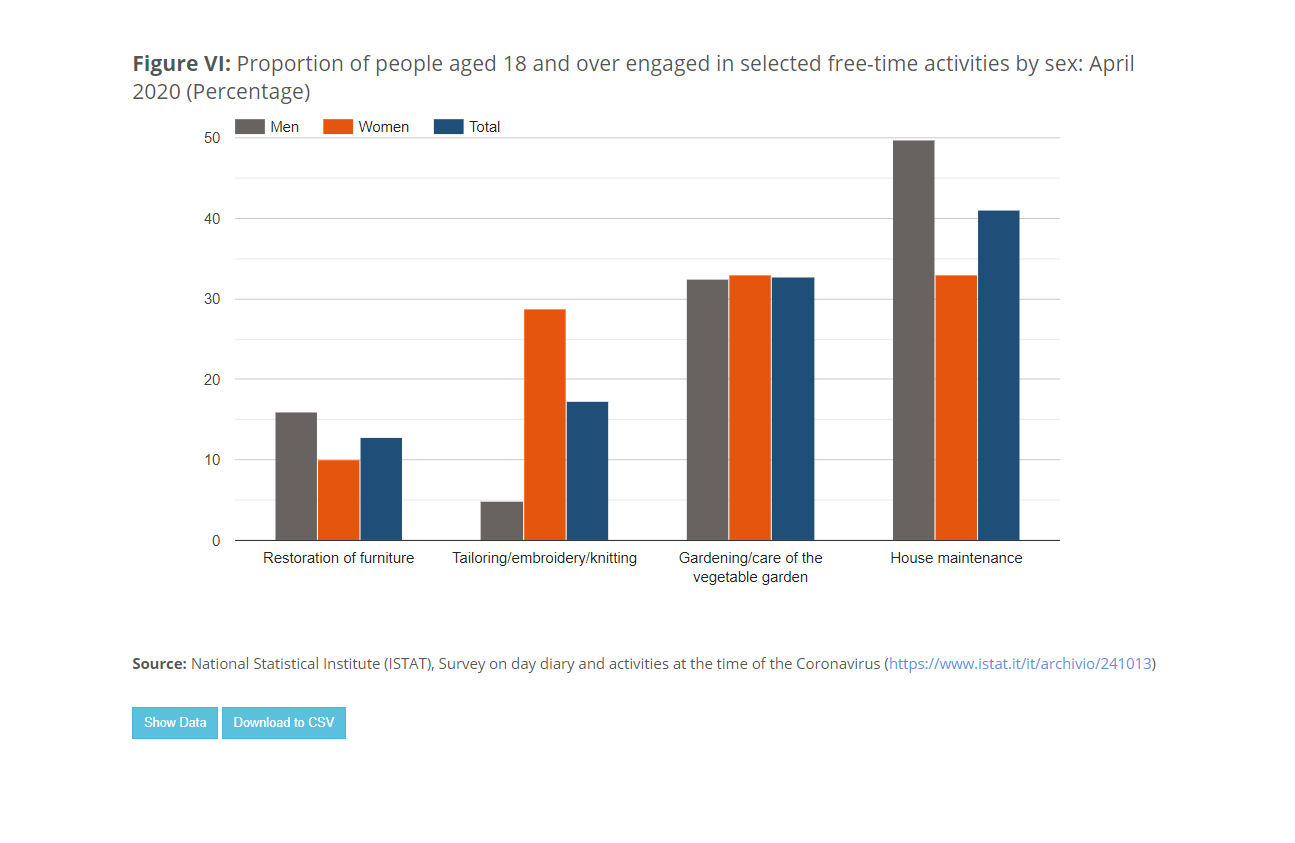 Figure VI: Proportion of people aged 18 and over engaged in selected free-time activities by sex: April
2020 (Percentage)
Men Women Total
50
40
30
20
10
0
Restoration of furniture Tailoring/embroidery/knitting Gardening/care of the House maintenance
vegetable garden
Source: National Statistical Institute (ISTAT), Survey on day diary and activities at the time of the Coronavirus (https://www.istat.it/it/archivio/241013)
Show Data Download to CSV